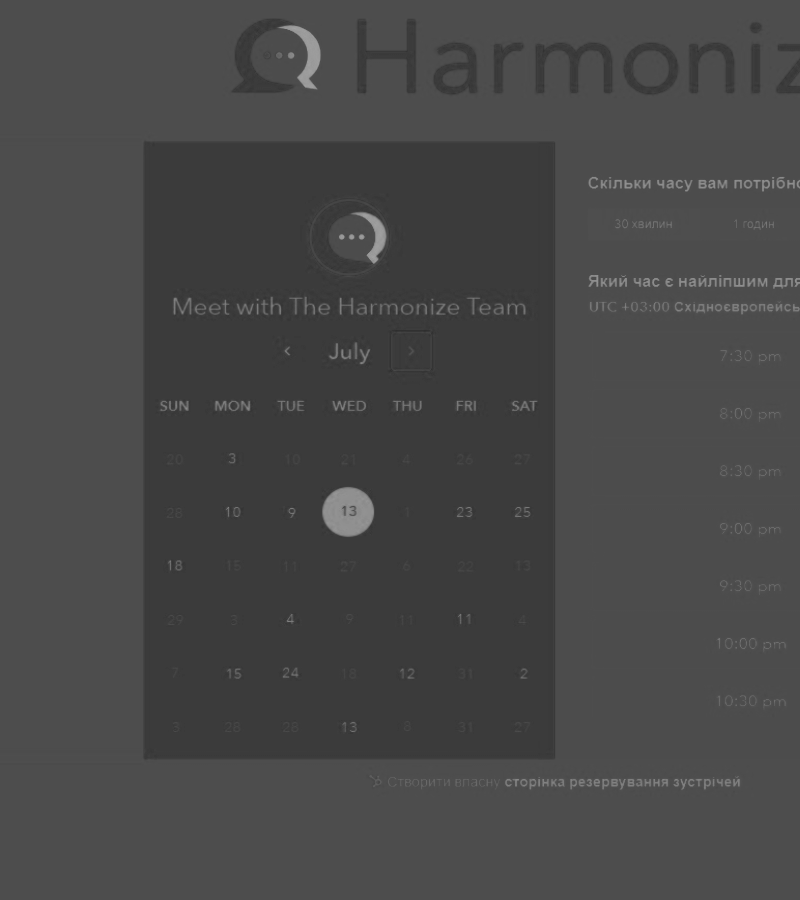 Harmoniz
Meet with The Harmonize Team
July
SUN MON TUE WED THU FRI SAT
20 3 10 21 4 26 27
28 10 9 13 1 23 25
18 15 11 27 6 22 13
29 3 4 9 11 11 4
7 15 24 18 12 31 2
3 28 28 13 8 31 27
Скільки часу вам потрібно
30 хвилин 1 годин
Який час є найліпшим для
UTC +03:00 Східноєвропейсь
7:30 pm
8:00 pm
8:30 pm
9:00 pm
9:30 pm
10:00 pm
10:30 pm
Створити власну сторінка резервування зустрічей